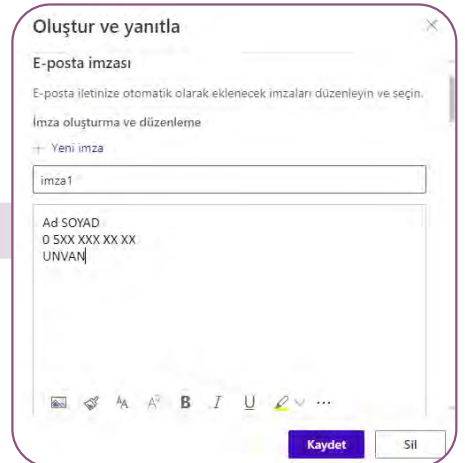 Oluştur ve yanıtla
E-posta imzası
E-posta iletinize otomatik olarak eklenecek imzaları düzenleyin ve seçin.
İmza oluşturma ve düzenleme
+ Yeni imza
imza1
Ad SOYAD
0 5XX XXX XX XX
UNVAN
B I U ...
Kaydet Sil